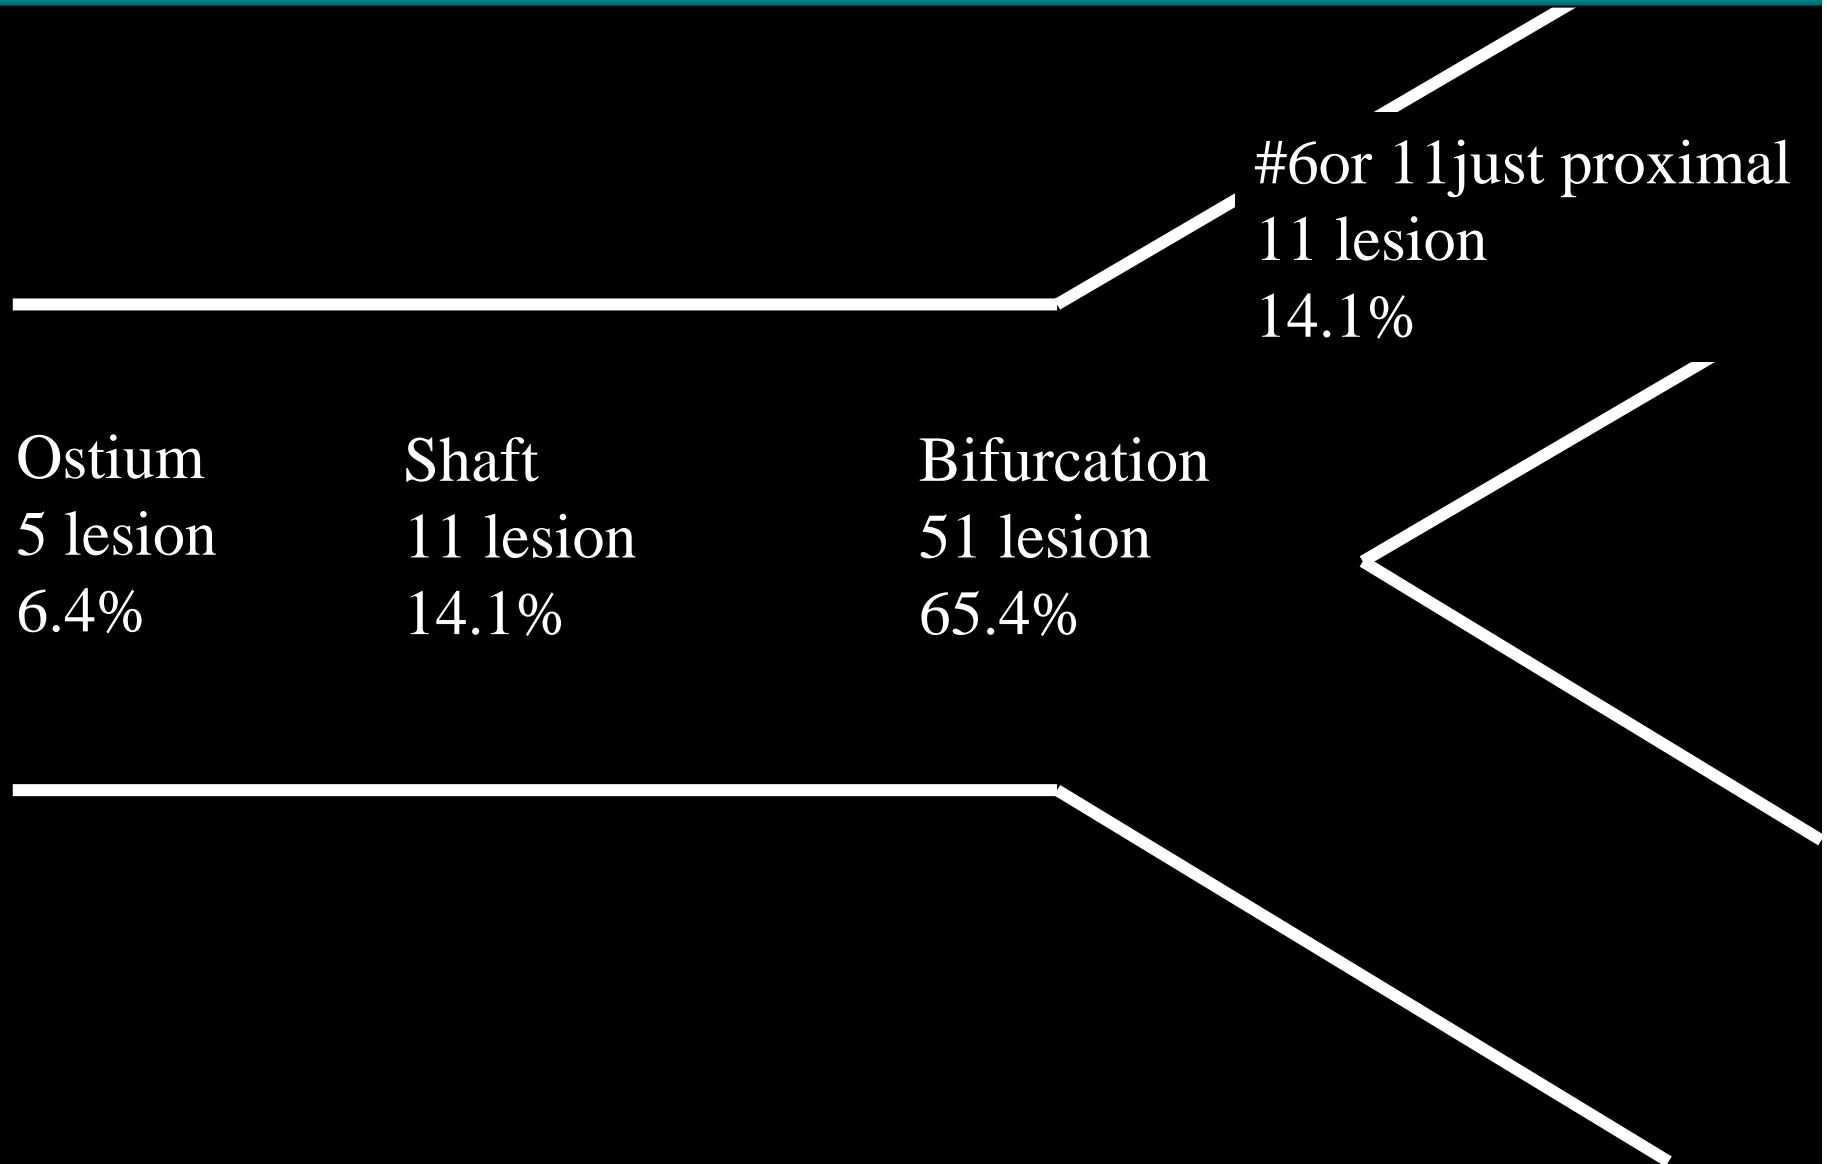 #6or 11just proximal
11 lesion
14.1%
Ostium
5 lesion
6.4%
Shaft
11 lesion
14.1%
Bifurcation
51 lesion
65.4%